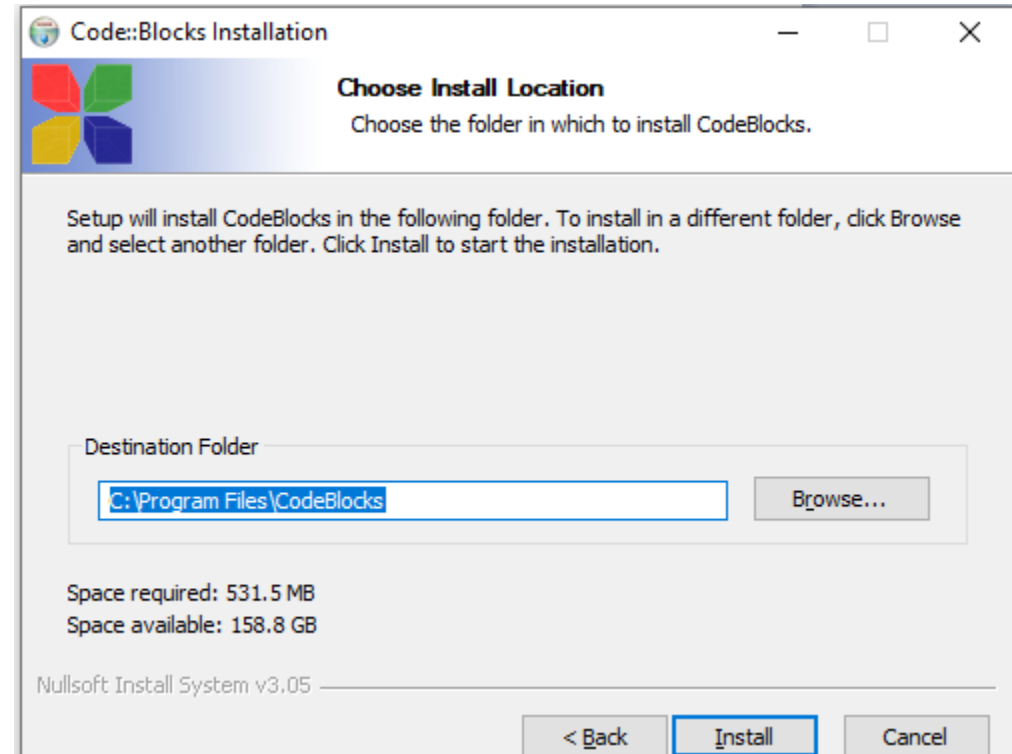 Code::Blocks Installation
Choose Install Location
Choose the folder in which to install CodeBlocks.
Setup will install CodeBlocks in the following folder. To install in a different folder, click Browse
and select another folder. Click Install to start the installation.
Destination Folder
C:\Program Files\CodeBlocks
Browse...
Space required: 531.5 MB
Space available: 158.8 GB
Nullsoft Install System v3.05
< Back
Install
Cancel